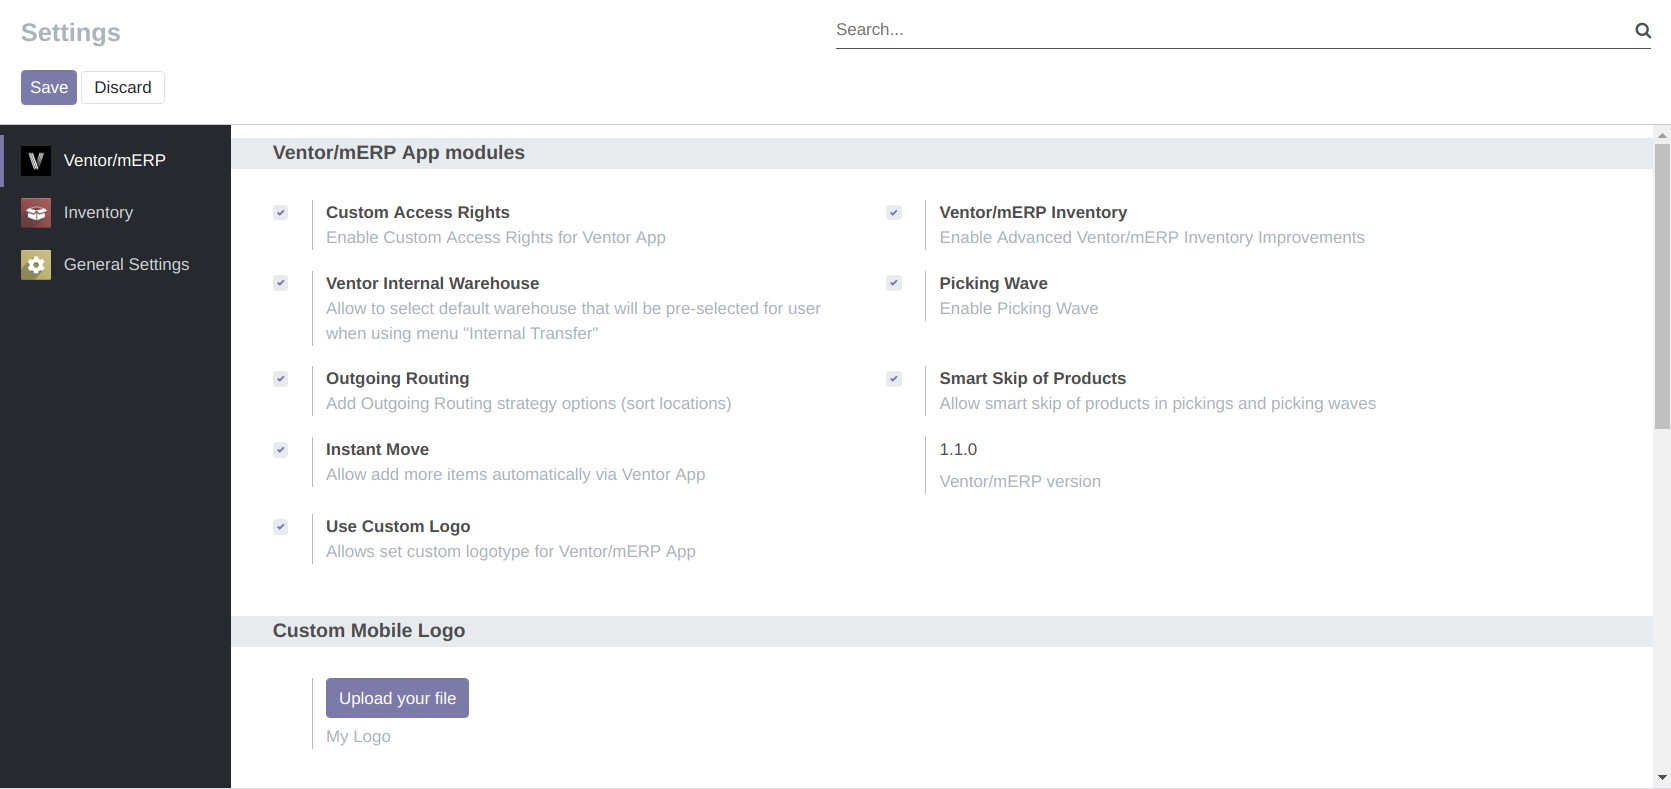 Settings
Search...
Save
Discard
Ventor/mERP
Inventory
General Settings
Ventor/mERP App modules
Custom Access Rights
Enable Custom Access Rights for Ventor App
Ventor/mERP Inventory
Enable Advanced Ventor/mERP Inventory Improvements
Ventor Internal Warehouse
Allow to select default warehouse that will be pre-selected for user
when using menu "Internal Transfer"
Picking Wave
Enable Picking Wave
Outgoing Routing
Add Outgoing Routing strategy options (sort locations)
Smart Skip of Products
Allow smart skip of products in pickings and picking waves
Instant Move
Allow add more items automatically via Ventor App
1.1.0
Ventor/mERP version
Use Custom Logo
Allows set custom logotype for Ventor/mERP App
Custom Mobile Logo
Upload your file
My Logo